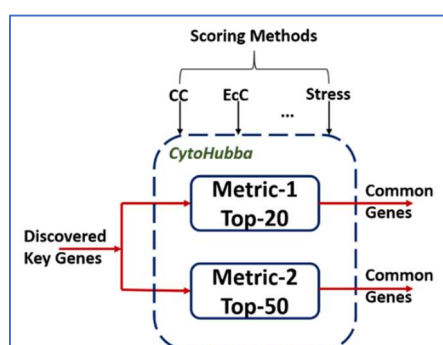 Scoring Methods
CC EcC ... Stress
CytoHubba
Metric-1
Top-20
Common
Genes
Discovered
Key Genes
Metric-2
Top-50
Common
Genes